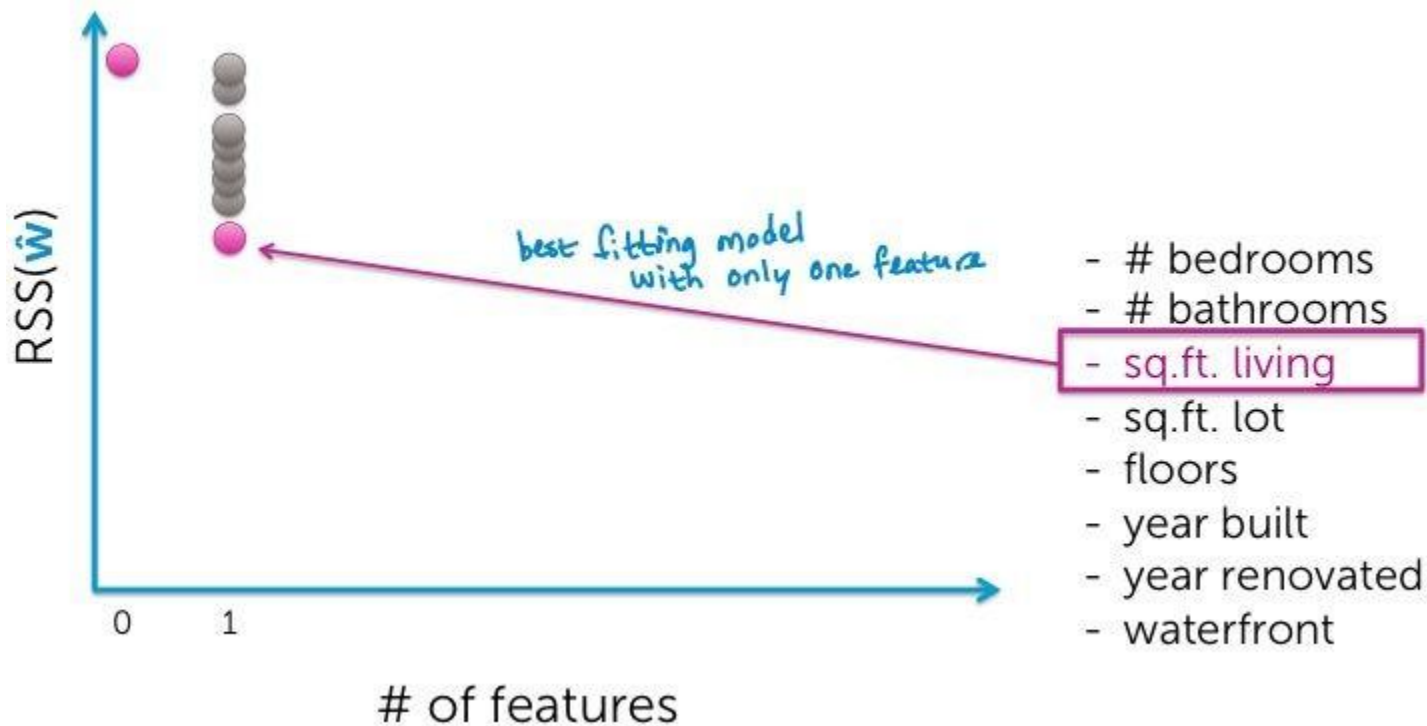 RSS(ŵ)
best fitting model
with only one feature
- # bedrooms
- # bathrooms
- sq.ft. living
- sq.ft. lot
- floors
- year built
- year renovated
- waterfront
0 1
# of features